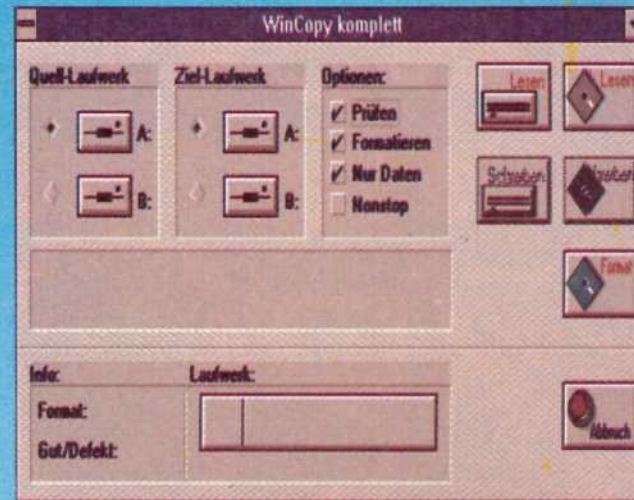 WinCopy komplett
Quell-Laufwerk
A:
B:
Ziel-Laufwerk
A:
B:
Optionen:
Prüfen
Formatieren
Nur Daten
Nonstop
Lesen
Lesen
Schreiben
Format
Info:
Format:
Gut/Defekt:
Laufwerk:
Abbruch